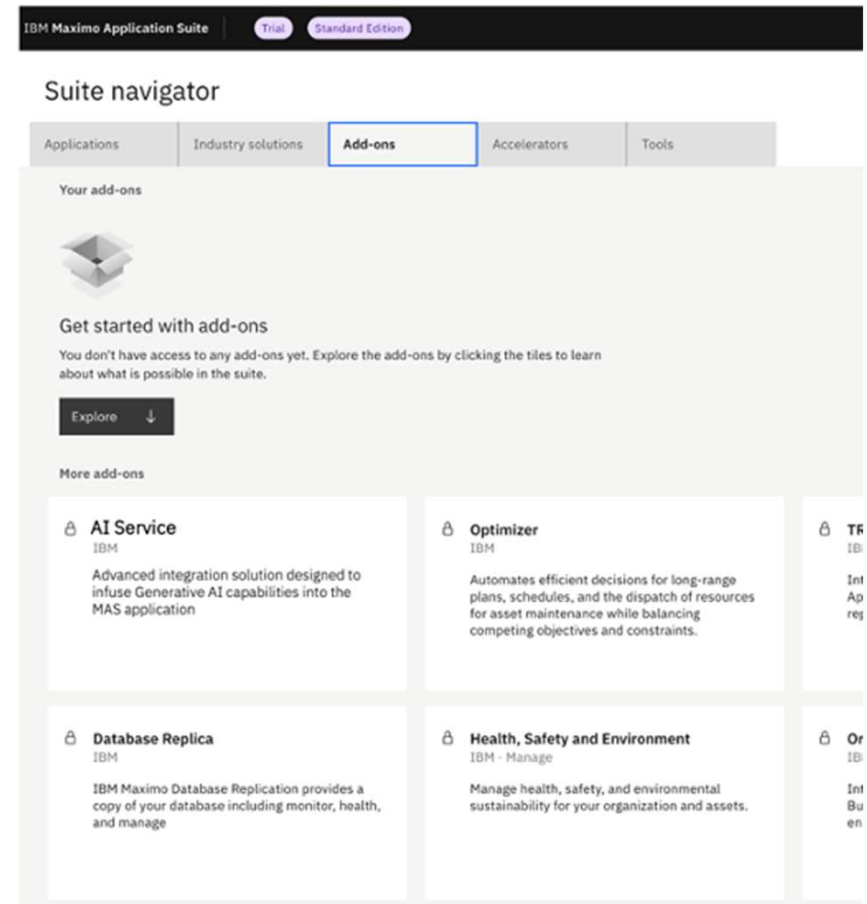 IBM Maximo Application Suite
Trial
Standard Edition
Suite navigator
Applications
Industry solutions
Add-ons
Accelerators
Tools
Your add-ons
Get started with add-ons
You don't have access to any add-ons yet. Explore the add-ons by clicking the tiles to learn
about what is possible in the suite.
Explore
More add-ons
AI Service
IBM
Advanced integration solution designed to
infuse Generative AI capabilities into the
MAS application
Optimizer
IBM
Automates efficient decisions for long-range
plans, schedules, and the dispatch of resources
for asset maintenance while balancing
competing objectives and constraints.
Database Replica
IBM
IBM Maximo Database Replication provides a
copy of your database including monitor, health,
and manage
Health, Safety and Environment
IBM · Manage
Manage health, safety, and environmental
sustainability for your organization and assets.